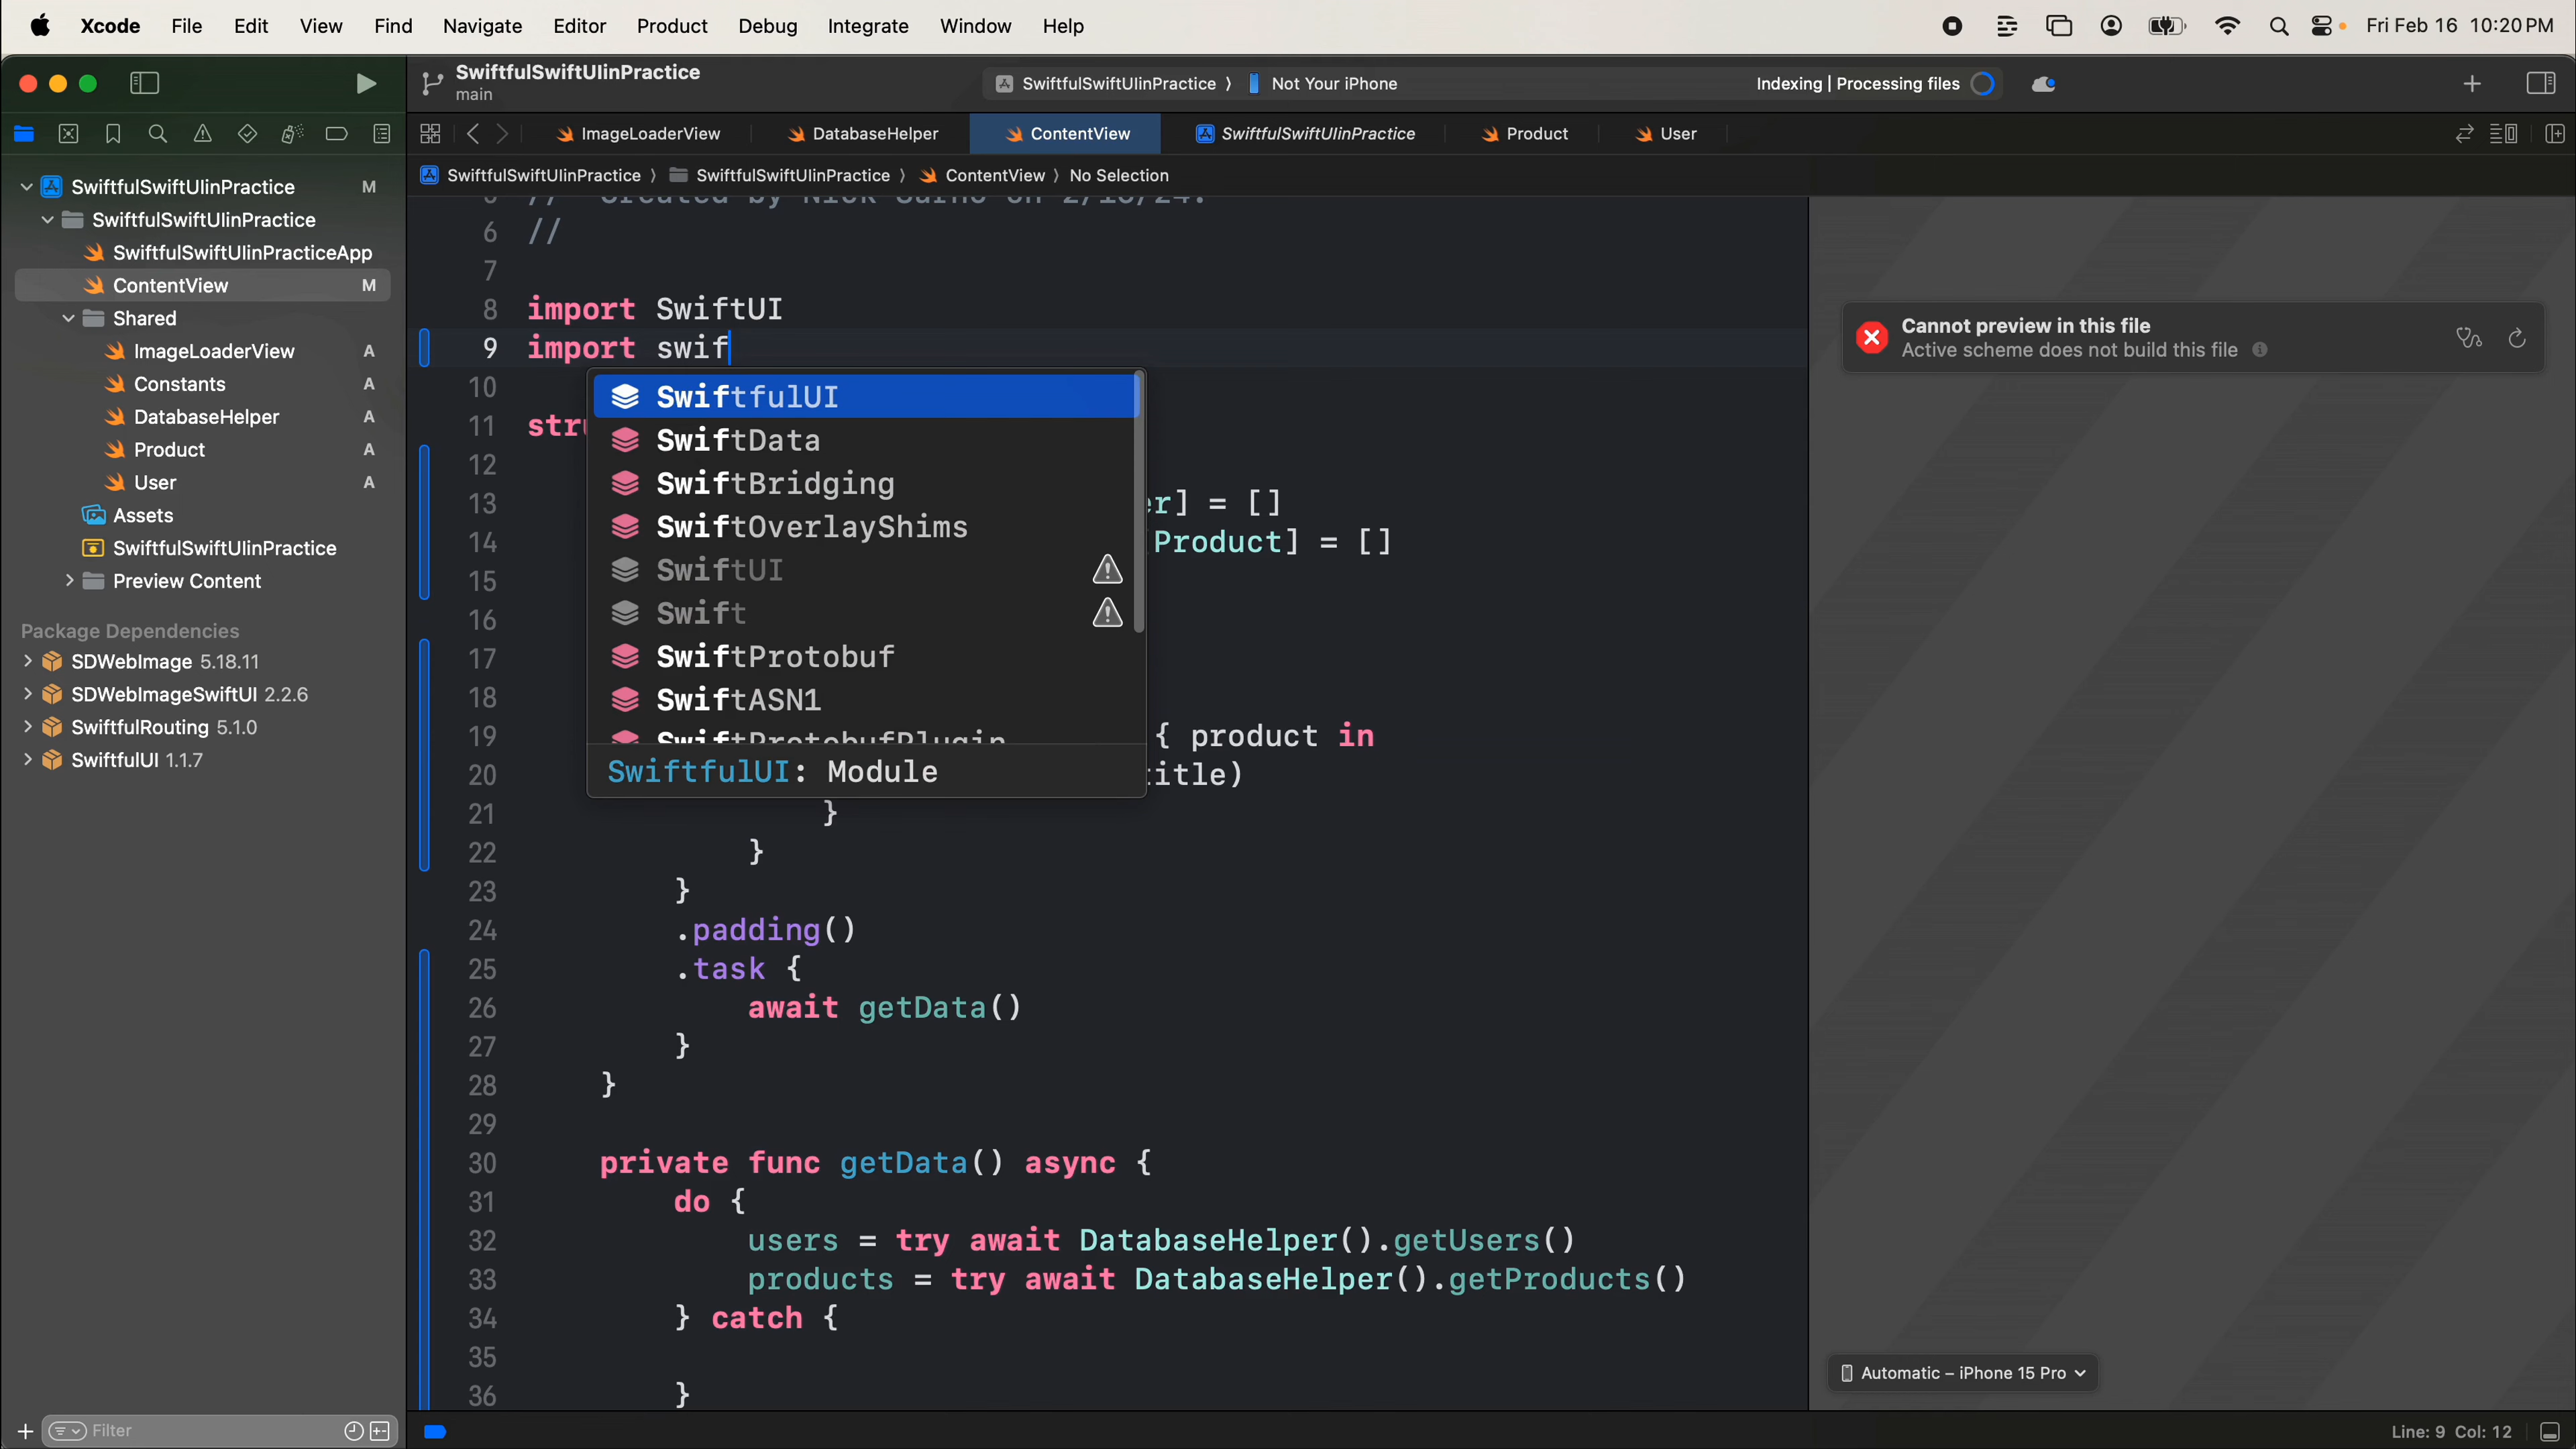 Xcode File Edit View Find Navigate Editor Product Debug Integrate Window Help Fri Feb 16 10:20 PM
SwiftfulSwiftUIinPractice
main
SwiftfulSwiftUIinPractice 〉 Not Your iPhone
Indexing | Processing files
ImageLoaderView DatabaseHelper ContentView SwiftfulSwiftUIinPractice Product User
SwiftfulSwiftUIinPractice 〉 SwiftfulSwiftUIinPractice 〉 ContentView 〉 No Selection
SwiftfulSwiftUIinPractice M
SwiftfulSwiftUIinPractice
SwiftfulSwiftUIinPracticeApp
ContentView M
Shared
ImageLoaderView A
Constants A
DatabaseHelper A
Product A
User A
Assets
SwiftfulSwiftUIinPractice
Preview Content
Package Dependencies
SDWebImage 5.18.11
SDWebImageSwiftUI 2.2.6
SwiftfulRouting 5.1.0
SwiftfulUI 1.1.7
Filter
6 //
7
8 import SwiftUI
9 import swif
10
11
12
13 ] = []
14 Product] = []
15
16
17
18
19 { product in
20 )
21 }
22 }
23 }
24 .padding()
25 .task {
26 await getData()
27 }
28 }
29
30 private func getData() async {
31 do {
32 users = try await DatabaseHelper().getUsers()
33 products = try await DatabaseHelper().getProducts()
34 } catch {
35
36 }
SwiftfulUI
SwiftData
SwiftBridging
SwiftOverlayShims
SwiftUI
Swift
SwiftProtobuf
SwiftASN1
SwiftProtobufPlugin
SwiftfulUI: Module
Cannot preview in this file
Active scheme does not build this file
Automatic – iPhone 15 Pro
Line: 9 Col: 12